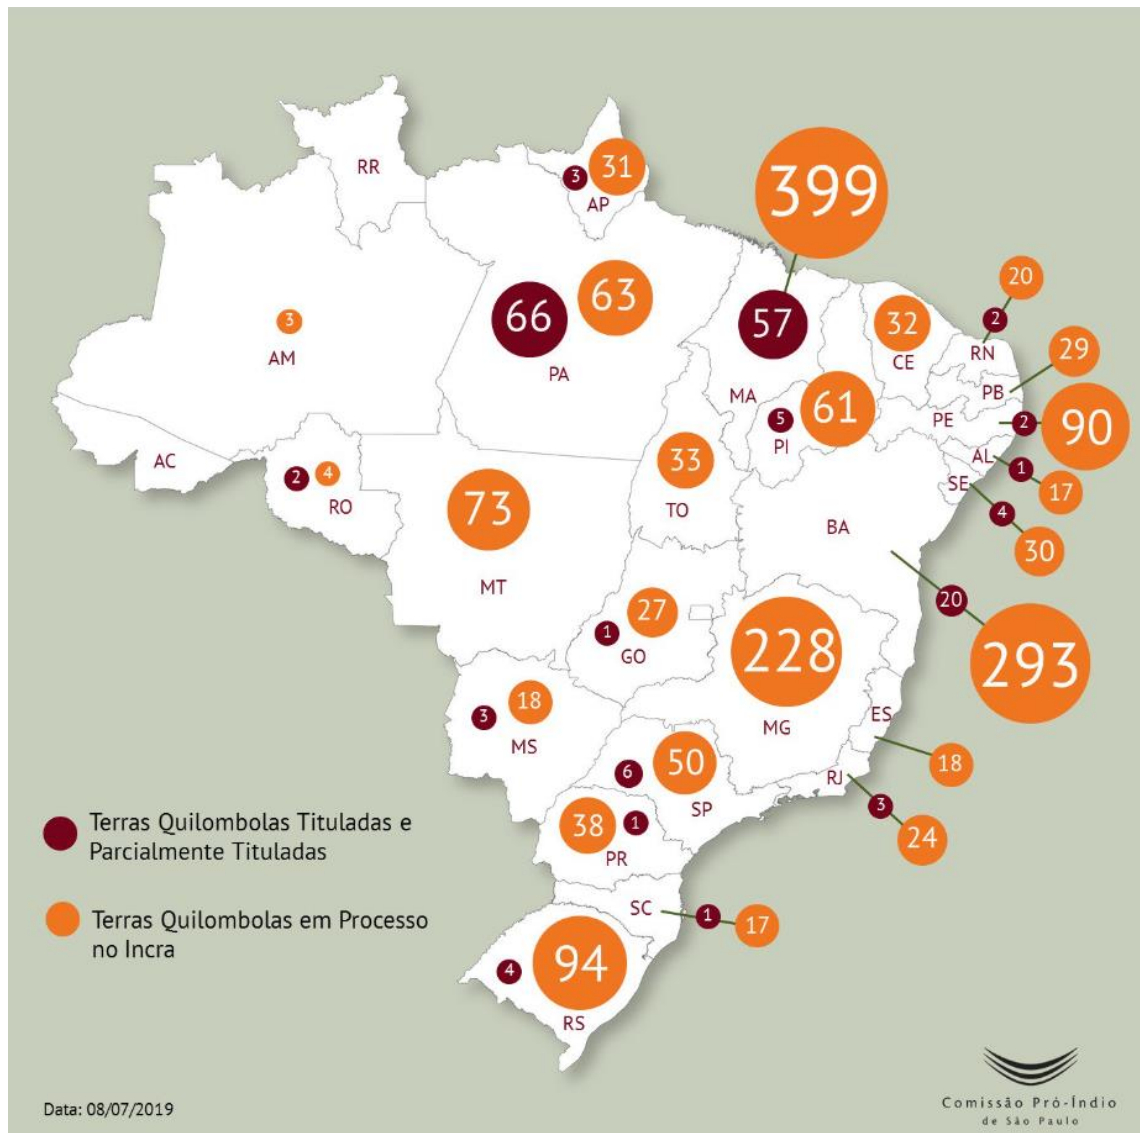 RR
3
31
AP
399
20
2
RN
66
63
PA
57
32
CE
3
AM
29
PB
MA
61
5
PI
PE
2
90
AC
2
4
RO
33
TO
AL
1
17
SE
4
30
73
MT
BA
20
293
27
1
GO
228
MG
18
3
MS
ES
18
50
6
SP
RJ
3
24
38
1
PR
Terras Quilombolas Tituladas e
Parcialmente Tituladas
SC
1
17
Terras Quilombolas em Processo
no Incra
94
4
RS
Data: 08/07/2019
Comissão Pró-Índio
de São Paulo